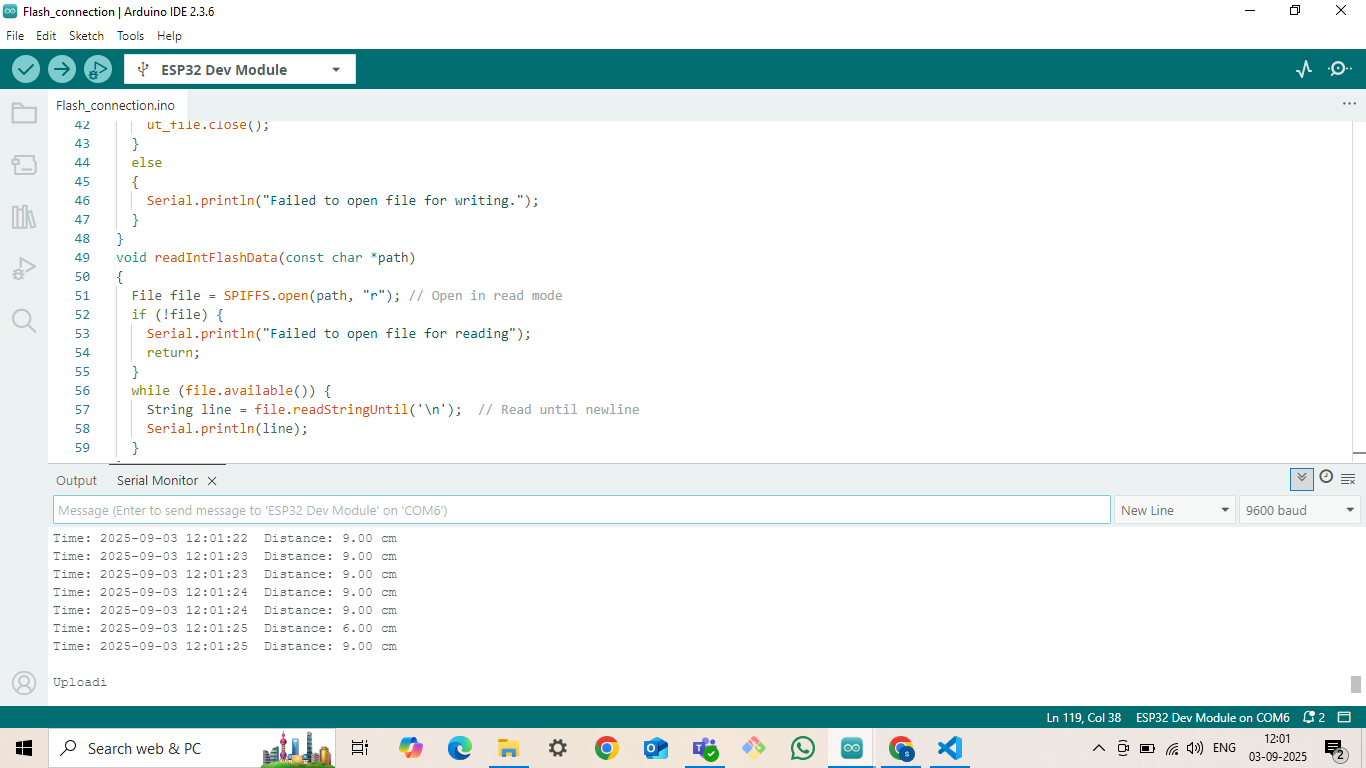 Flash_connection | Arduino IDE 2.3.6
File Edit Sketch Tools Help
ESP32 Dev Module
Flash_connection.ino
42 ut_file.close();
43 }
44 else
45 {
46 Serial.println("Failed to open file for writing.");
47 }
48 }
49 void readIntFlashData(const char *path)
50 {
51 File file = SPIFFS.open(path, "r"); // Open in read mode
52 if (!file) {
53 Serial.println("Failed to open file for reading");
54 return;
55 }
56 while (file.available()) {
57 String line = file.readStringUntil('\n');  // Read until newline
58 Serial.println(line);
59 }
Output Serial Monitor
Message (Enter to send message to 'ESP32 Dev Module' on 'COM6') New Line 9600 baud
Time: 2025-09-03 12:01:22  Distance: 9.00 cm
Time: 2025-09-03 12:01:23  Distance: 9.00 cm
Time: 2025-09-03 12:01:23  Distance: 9.00 cm
Time: 2025-09-03 12:01:24  Distance: 9.00 cm
Time: 2025-09-03 12:01:24  Distance: 9.00 cm
Time: 2025-09-03 12:01:25  Distance: 6.00 cm
Time: 2025-09-03 12:01:25  Distance: 9.00 cm
Uploadi
Ln 119, Col 38 ESP32 Dev Module on COM6 2
Search web & PC
ENG
12:01
03-09-2025
2